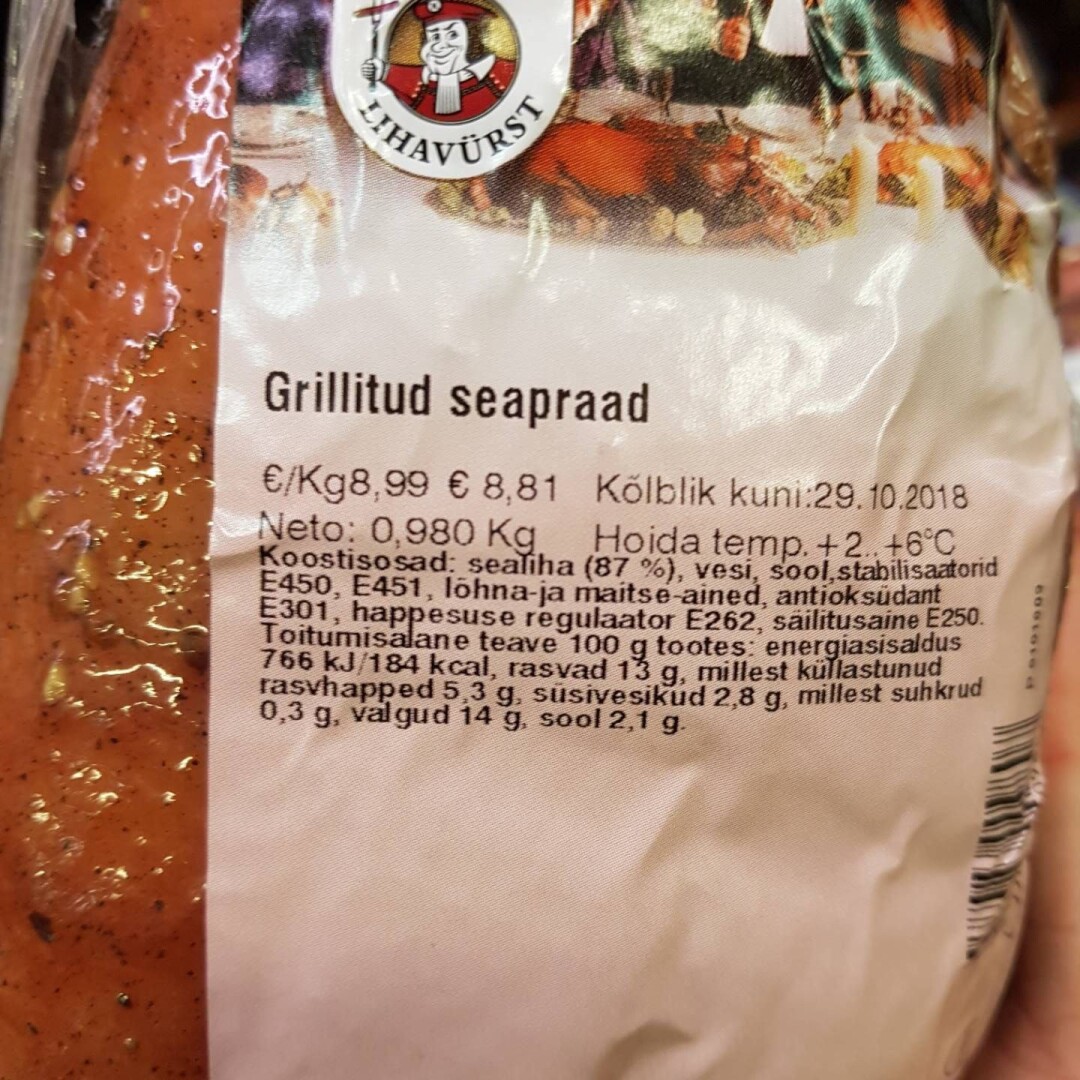 LIHAVÜRST
Grillitud seapraad
€/Kg8,99 € 8,81 Kõlblik kuni:29.10.2018
Neto: 0,980 Kg Hoida temp.+2..+6°C
Koostisosad: sealiha (87 %), vesi, sool,stabilisaatorid
E450, E451, lõhna-ja maitse-ained, antioksüdant
E301, happesuse regulaator E262, säilitusaine E250.
Toitumisalane teave 100 g tootes: energiasisaldus
766 kJ/184 kcal, rasvad 13 g, millest küllastunud
rasvhapped 5,3 g, süsivesikud 2,8 g, millest suhkrud
0,3 g, valgud 14 g, sool 2,1 g.